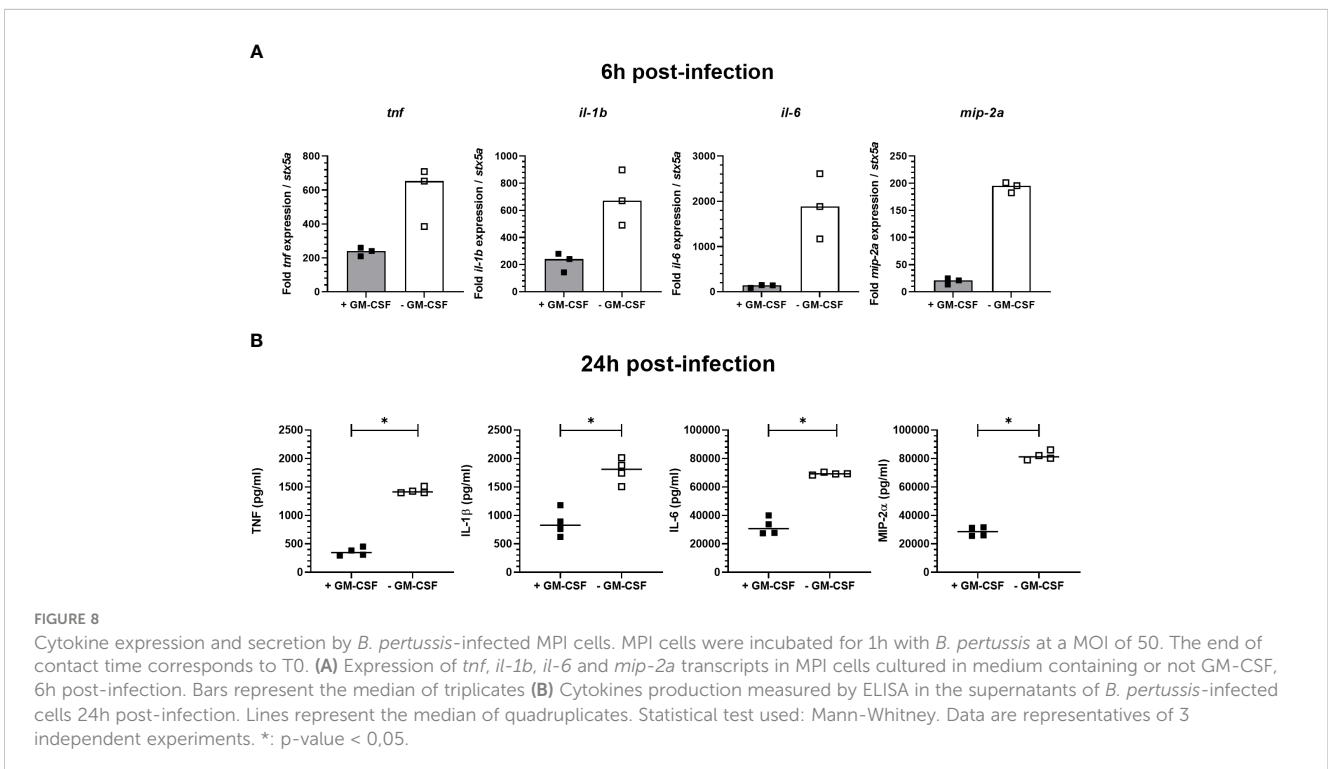 A
6h post-infection
tnf
il-1b
il-6
mip-2a
Fold tnf expression / stx5a
800
600
400
200
0
+ GM-CSF - GM-CSF
Fold il-1b expression / stx5a
1000
800
600
400
200
0
+ GM-CSF - GM-CSF
Fold il-6 expression / stx5a
3000
2000
1000
0
+ GM-CSF - GM-CSF
Fold mip-2a expression / stx5a
250
200
150
100
50
0
+ GM-CSF - GM-CSF
B
24h post-infection
TNF (pg/ml)
2500
2000
1500
1000
500
0
*
+ GM-CSF - GM-CSF
IL-1β (pg/ml)
2500
2000
1500
1000
500
0
*
+ GM-CSF - GM-CSF
IL-6 (pg/ml)
100000
80000
60000
40000
20000
0
*
+ GM-CSF - GM-CSF
MIP-2α (pg/ml)
100000
80000
60000
40000
20000
0
*
+ GM-CSF - GM-CSF
FIGURE 8
Cytokine expression and secretion by B. pertussis-infected MPI cells. MPI cells were incubated for 1h with B. pertussis at a MOI of 50. The end of
contact time corresponds to T0. (A) Expression of tnf, il-1b, il-6 and mip-2a transcripts in MPI cells cultured in medium containing or not GM-CSF,
6h post-infection. Bars represent the median of triplicates (B) Cytokines production measured by ELISA in the supernatants of B. pertussis-infected
cells 24h post-infection. Lines represent the median of quadruplicates. Statistical test used: Mann-Whitney. Data are representatives of 3
independent experiments. *: p-value < 0,05.